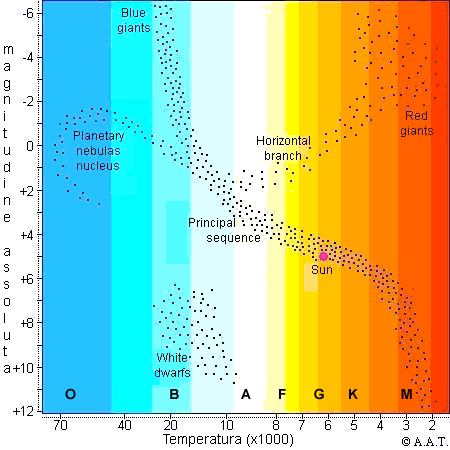 magnitudine assoluta
-6
-4
-2
0
+2
+4
+6
+8
+10
+12
Blue
giants
Planetary
nebulas
nucleus
Horizontal
branch
Red
giants
Principal
sequence
Sun
White
dwarfs
O B A F G K M
70 40 20 10 8 7 6 5 4 3 2
Temperatura (x1000)
© A.A.T.